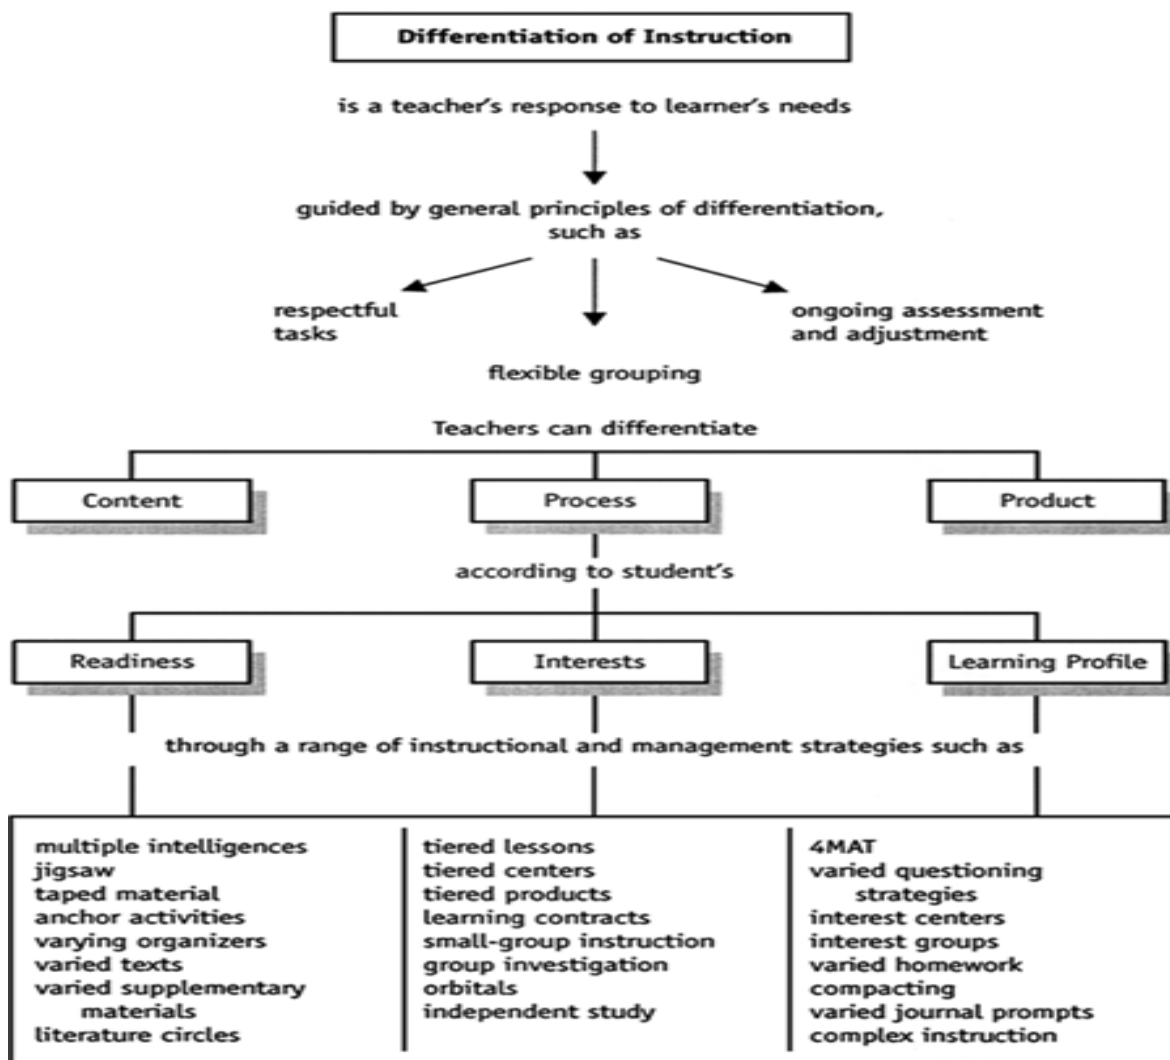 Differentiation of Instruction
is a teacher's response to learner's needs
guided by general principles of differentiation,
such as
respectful
tasks
ongoing assessment
and adjustment
flexible grouping
Teachers can differentiate
Content
Process
Product
according to student's
Readiness
Interests
Learning Profile
through a range of instructional and management strategies such as
multiple intelligences
jigsaw
taped material
anchor activities
varying organizers
varied texts
varied supplementary
materials
literature circles
tiered lessons
tiered centers
tiered products
learning contracts
small-group instruction
group investigation
orbitals
independent study
4MAT
varied questioning
strategies
interest centers
interest groups
varied homework
compacting
varied journal prompts
complex instruction